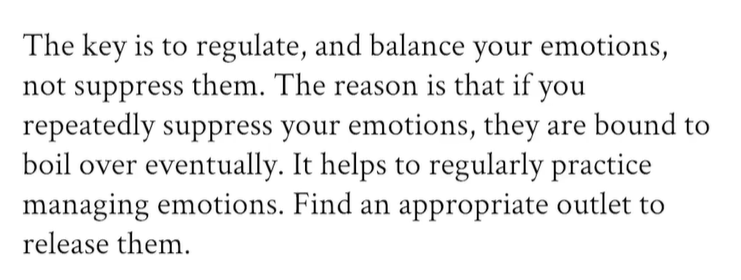 The key is to regulate, and balance your emotions,
not suppress them. The reason is that if you
repeatedly suppress your emotions, they are bound to
boil over eventually. It helps to regularly practice
managing emotions. Find an appropriate outlet to
release them.